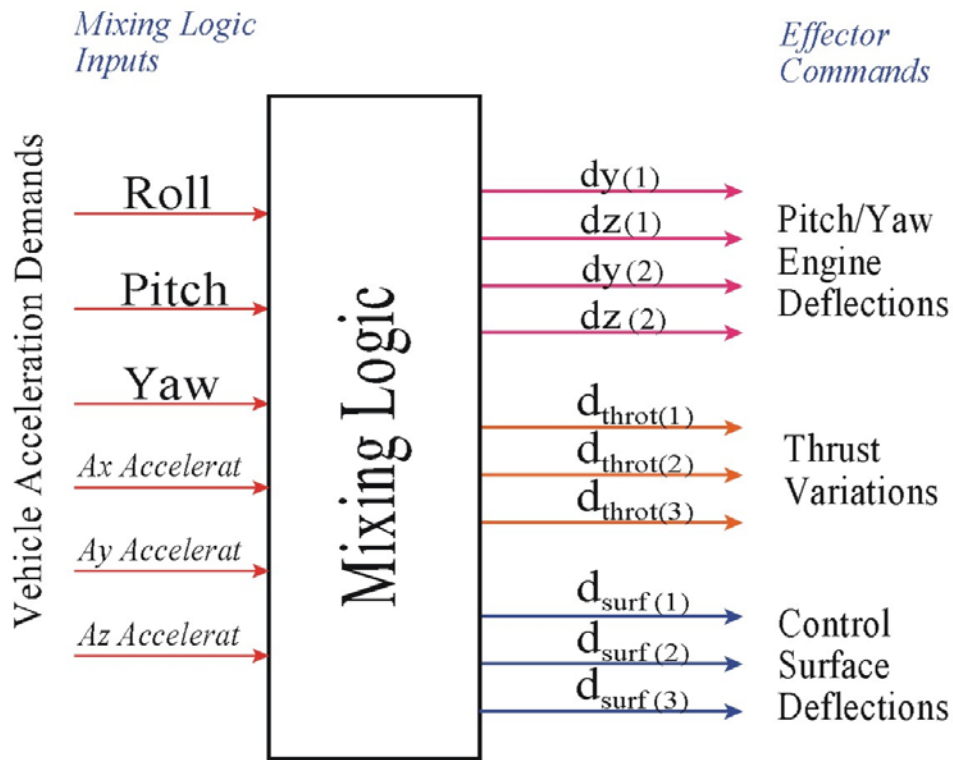 Mixing Logic
Inputs
Effector
Commands
Vehicle Acceleration Demands
Roll
Pitch
Yaw
Ax Accelerat
Ay Accelerat
Az Accelerat
Mixing Logic
dy(1)
dz(1)
dy(2)
dz(2)
Pitch/Yaw
Engine
Deflections
dthrot(1)
dthrot(2)
dthrot(3)
Thrust
Variations
dsurf(1)
dsurf(2)
dsurf(3)
Control
Surface
Deflections